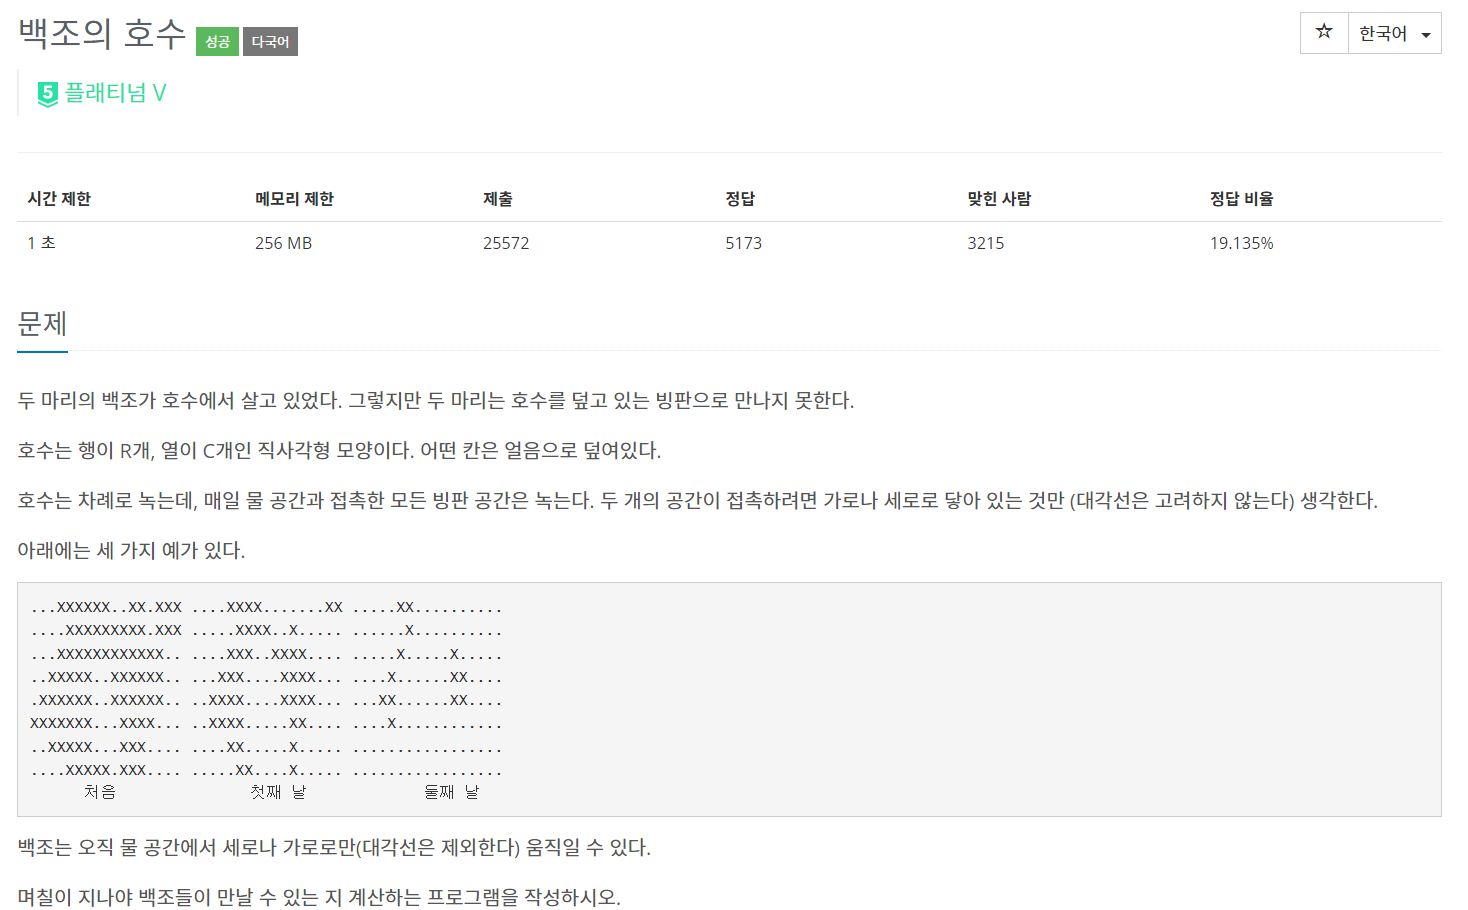 백조의 호수 성공 다국어
☆ 한국어
5 플래티넘 V
시간 제한 메모리 제한 제출 정답 맞힌 사람 정답 비율
1 초 256 MB 25572 5173 3215 19.135%
문제
두 마리의 백조가 호수에서 살고 있었다. 그렇지만 두 마리는 호수를 덮고 있는 빙판으로 만나지 못한다.
호수는 행이 R개, 열이 C개인 직사각형 모양이다. 어떤 칸은 얼음으로 덮여있다.
호수는 차례로 녹는데, 매일 물 공간과 접촉한 모든 빙판 공간은 녹는다. 두 개의 공간이 접촉하려면 가로나 세로로 닿아 있는 것만 (대각선은 고려하지 않는다) 생각한다.
아래에는 세 가지 예가 있다.
...XXXXXX..XX.XXX ....XXXX.......XX .....XX..........
....XXXXXXXXX.XXX .....XXXX..X..... ......X..........
...XXXXXXXXXXXX.. ....XXX..XXXX.... .....X.....X.....
..XXXXX..XXXXXX.. ...XXX....XXXX... ....X......XX....
.XXXXXX..XXXXXX.. ..XXXX....XXXX... ...XX......XX....
XXXXXXX...XXXX... ..XXXX.....XX.... ....X............
..XXXXX...XXX.... ....XX.....X..... .................
....XXXXX.XXX.... .....XX....X..... .................
처음 첫째 날 둘째 날
백조는 오직 물 공간에서 세로나 가로로만(대각선은 제외한다) 움직일 수 있다.
며칠이 지나야 백조들이 만날 수 있는 지 계산하는 프로그램을 작성하시오.